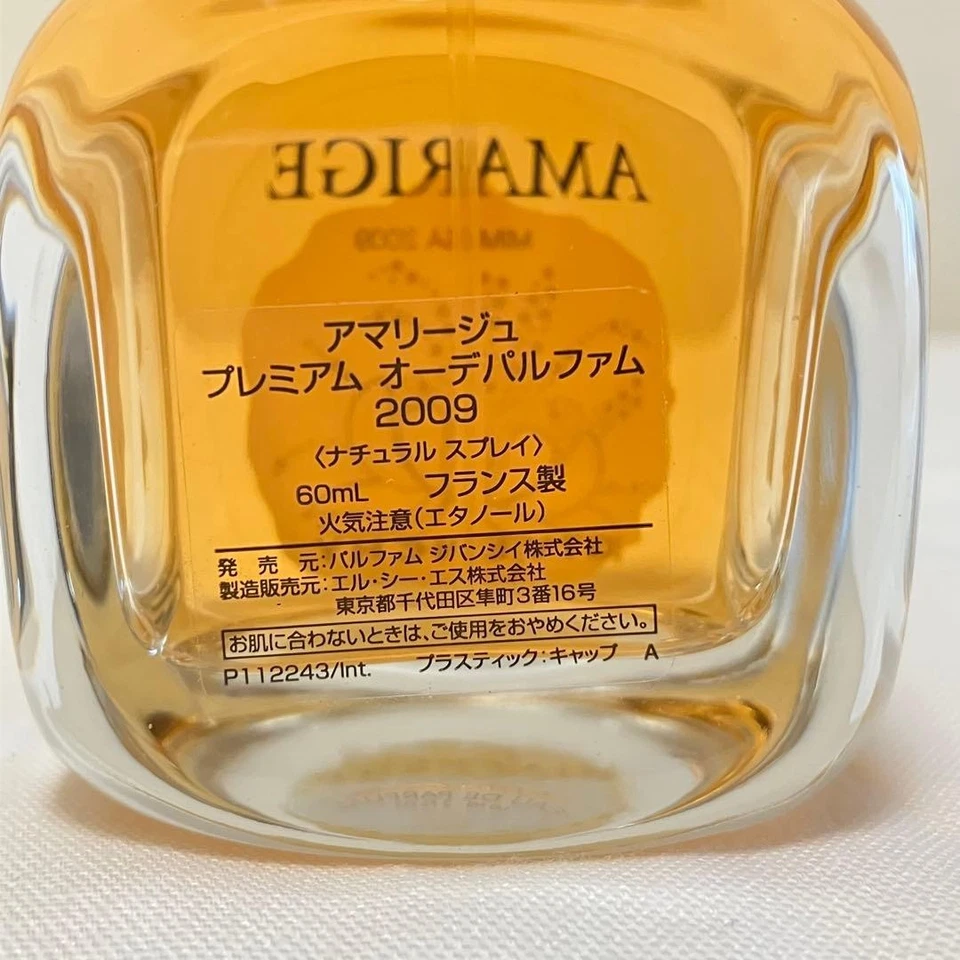 AMARIGE
2009
アマリージュ
プレミアム オーデパルファム
2009
〈ナチュラル スプレイ〉
60mL フランス製
火気注意(エタノール)
発 売 元:パルファム ジバンシイ株式会社
製造販売元:エル・シー・エス株式会社
東京都千代田区隼町3番16号
お肌に合わないときは、ご使用をおやめください。
P112243/Int. プラスティック:キャップ A